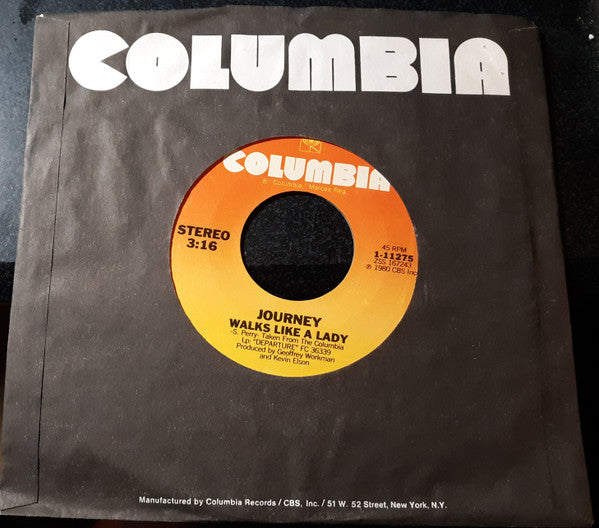 COLUMBIA
COLUMBIA
® "Columbia," Marcas Reg.
STEREO
3:16
45 RPM
1-11275
ZSS 167243
℗ 1980 CBS Inc.
JOURNEY
WALKS LIKE A LADY
-S. Perry- Taken From The Columbia
Lp: "DEPARTURE" FC 36339
Produced by Geoffrey Workman
and Kevin Elson
Manufactured by Columbia Records / CBS, Inc. / 51 W. 52 Street, New York, N.Y.